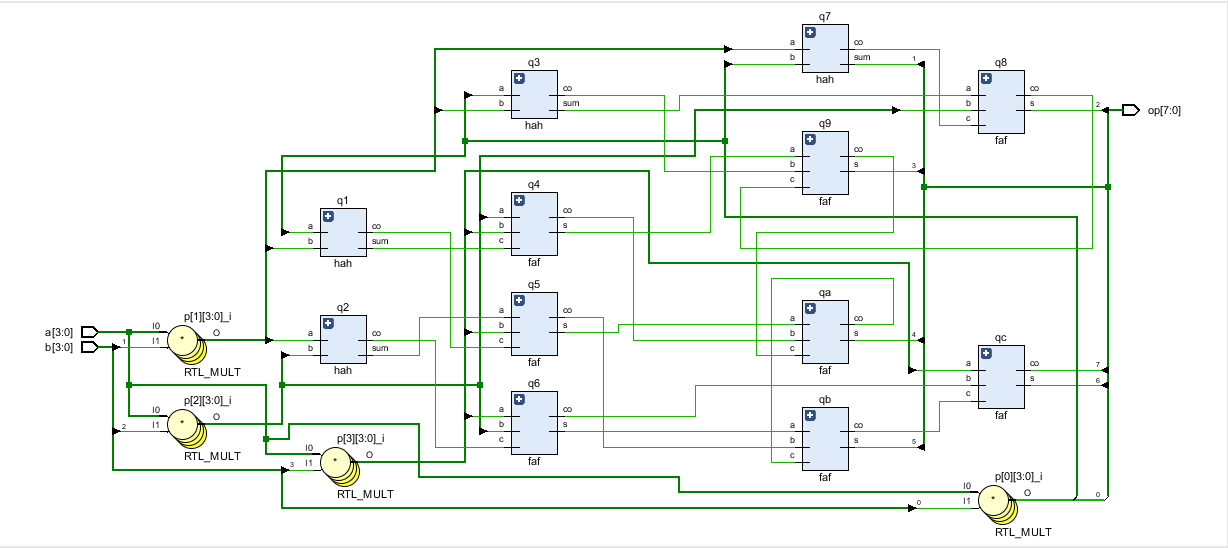 q7
a co
b sum 1
hah
q3
a co
b sum
hah
q8
a co
b s 2
c
faf
op[7:0]
q9
a co
b s 3
c
faf
q4
a co
b s
c
faf
q1
a co
b sum
hah
q5
a co
b s
c
faf
qa
a co
b s 4
c
faf
q2
a co
b sum
hah
a[3:0]
b[3:0]
p[1][3:0]_i
I0 O
1 I1
RTL_MULT
qc
a co 7
b s 6
c
faf
q6
a co
b s
c
faf
p[2][3:0]_i
I0 O
2 I1
RTL_MULT
qb
a co
b s 5
c
faf
p[3][3:0]_i
I0 O
3 I1
RTL_MULT
p[0][3:0]_i
I0 O 0
0 I1
RTL_MULT